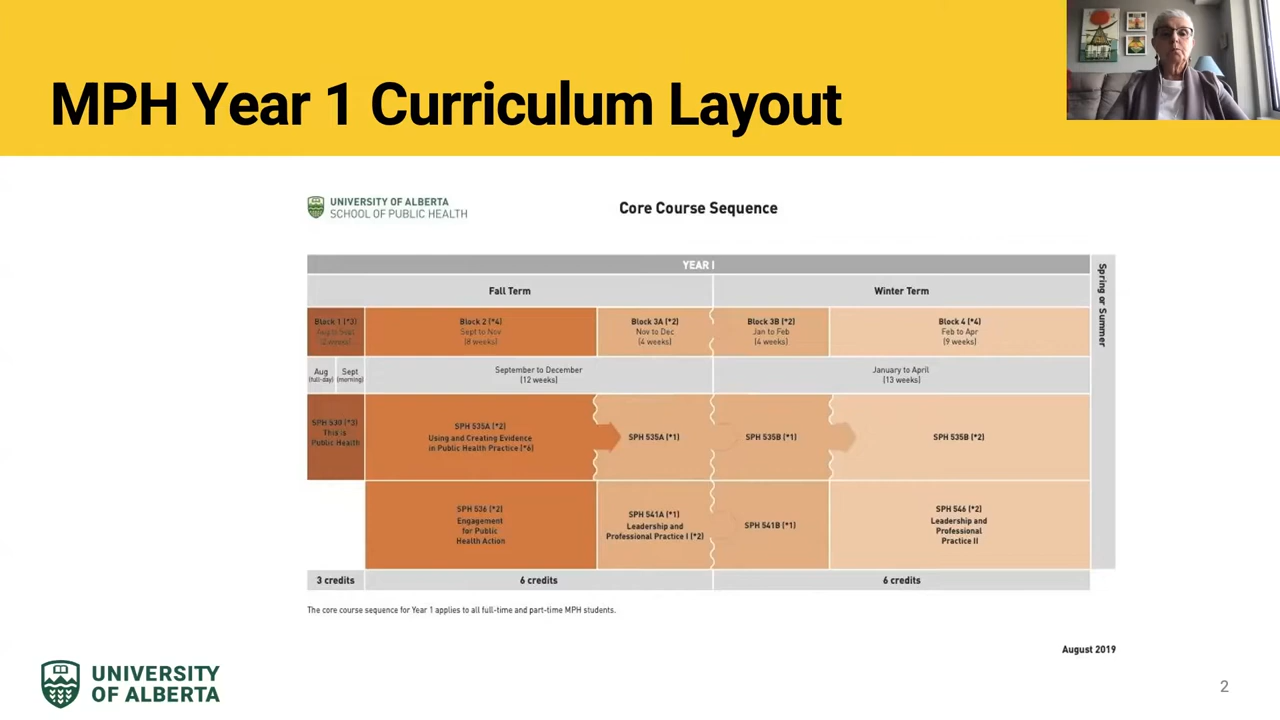 MPH Year 1 Curriculum Layout
UNIVERSITY OF ALBERTA
SCHOOL OF PUBLIC HEALTH
Core Course Sequence
YEAR I
Spring or Summer
Fall Term
Winter Term
Block 1 (*3)
Aug to Sept
(2 weeks)
Block 2 (*4)
Sept to Nov
(8 weeks)
Block 3A (*2)
Nov to Dec
(4 weeks)
Block 3B (*2)
Jan to Feb
(4 weeks)
Block 4 (*4)
Feb to Apr
(9 weeks)
Aug
(full-day)
Sept
(morning)
September to December
(12 weeks)
January to April
(13 weeks)
SPH 530 (*3)
This is
Public Health
SPH 535A (*2)
Using and Creating Evidence
in Public Health Practice (*6)
SPH 535A (*1)
SPH 535B (*1)
SPH 535B (*2)
SPH 536 (*2)
Engagement
for Public
Health Action
SPH 541A (*1)
Leadership and
Professional Practice I (*2)
SPH 541B (*1)
SPH 546 (*2)
Leadership and
Professional
Practice II
3 credits
6 credits
6 credits
The core course sequence for Year 1 applies to all full-time and part-time MPH students.
August 2019
UNIVERSITY
OF ALBERTA
2